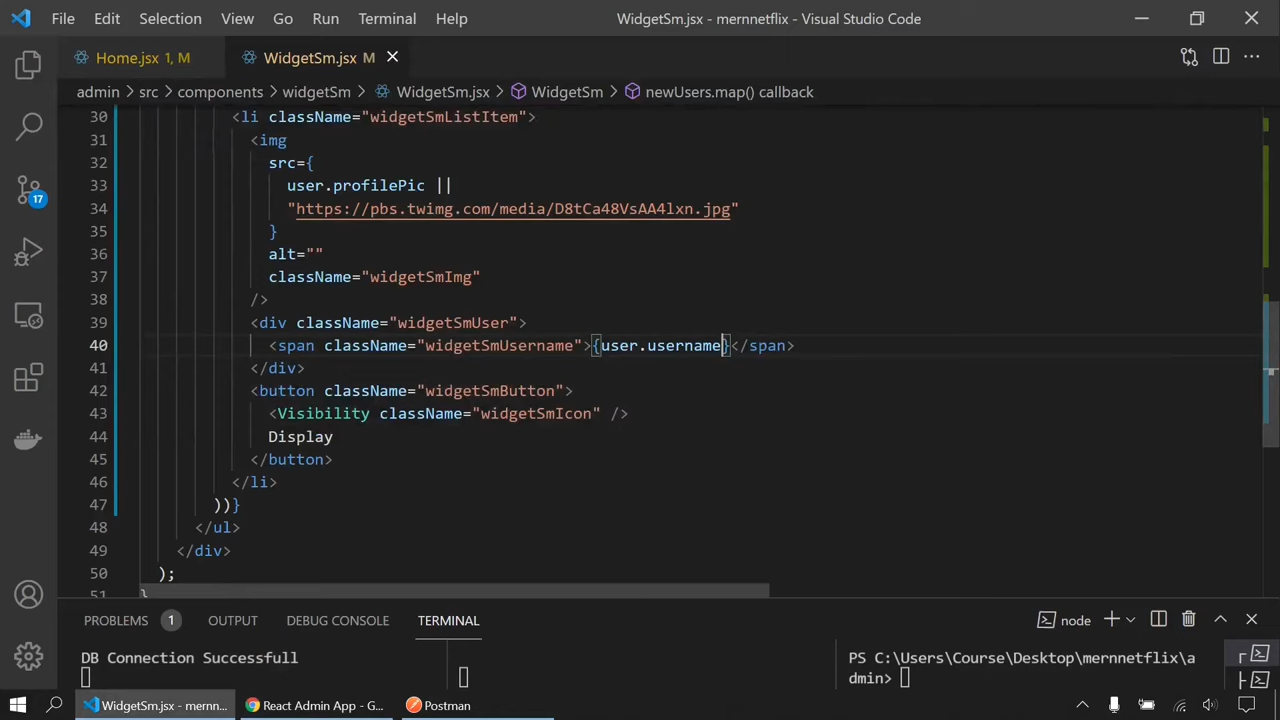 File Edit Selection View Go Run Terminal Help WidgetSm.jsx - mernnetflix - Visual Studio Code
Home.jsx 1, M WidgetSm.jsx M
admin > src > components > widgetSm > WidgetSm.jsx > WidgetSm > newUsers.map() callback
30 <li className="widgetSmListItem">
31 <img
32 src={
33 user.profilePic ||
34 "https://pbs.twimg.com/media/D8tCa48VsAA4lxn.jpg"
35 }
36 alt=""
37 className="widgetSmImg"
38 />
39 <div className="widgetSmUser">
40 <span className="widgetSmUsername">{user.username}</span>
41 </div>
42 <button className="widgetSmButton">
43 <Visibility className="widgetSmIcon" />
44 Display
45 </button>
46 </li>
47 ))}
48 </ul>
49 </div>
50 );
51 }
17
PROBLEMS 1 OUTPUT DEBUG CONSOLE TERMINAL node
DB Connection Successfull PS C:\Users\Course\Desktop\mernnetflix\a
dmin>
WidgetSm.jsx - mern... React Admin App - G... Postman